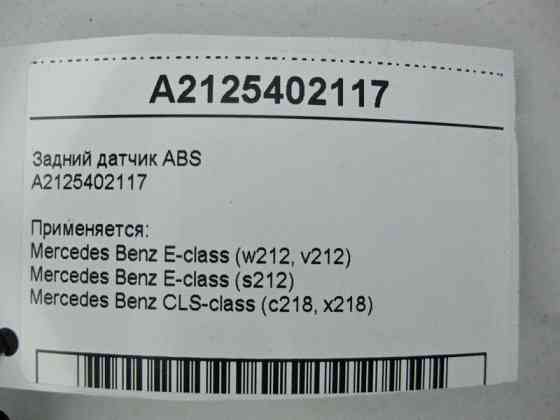 A2125402117
Задний датчик ABS
A2125402117
Применяется:
Mercedes Benz E-class (w212, v212)
Mercedes Benz E-class (s212)
Mercedes Benz CLS-class (c218, x218)